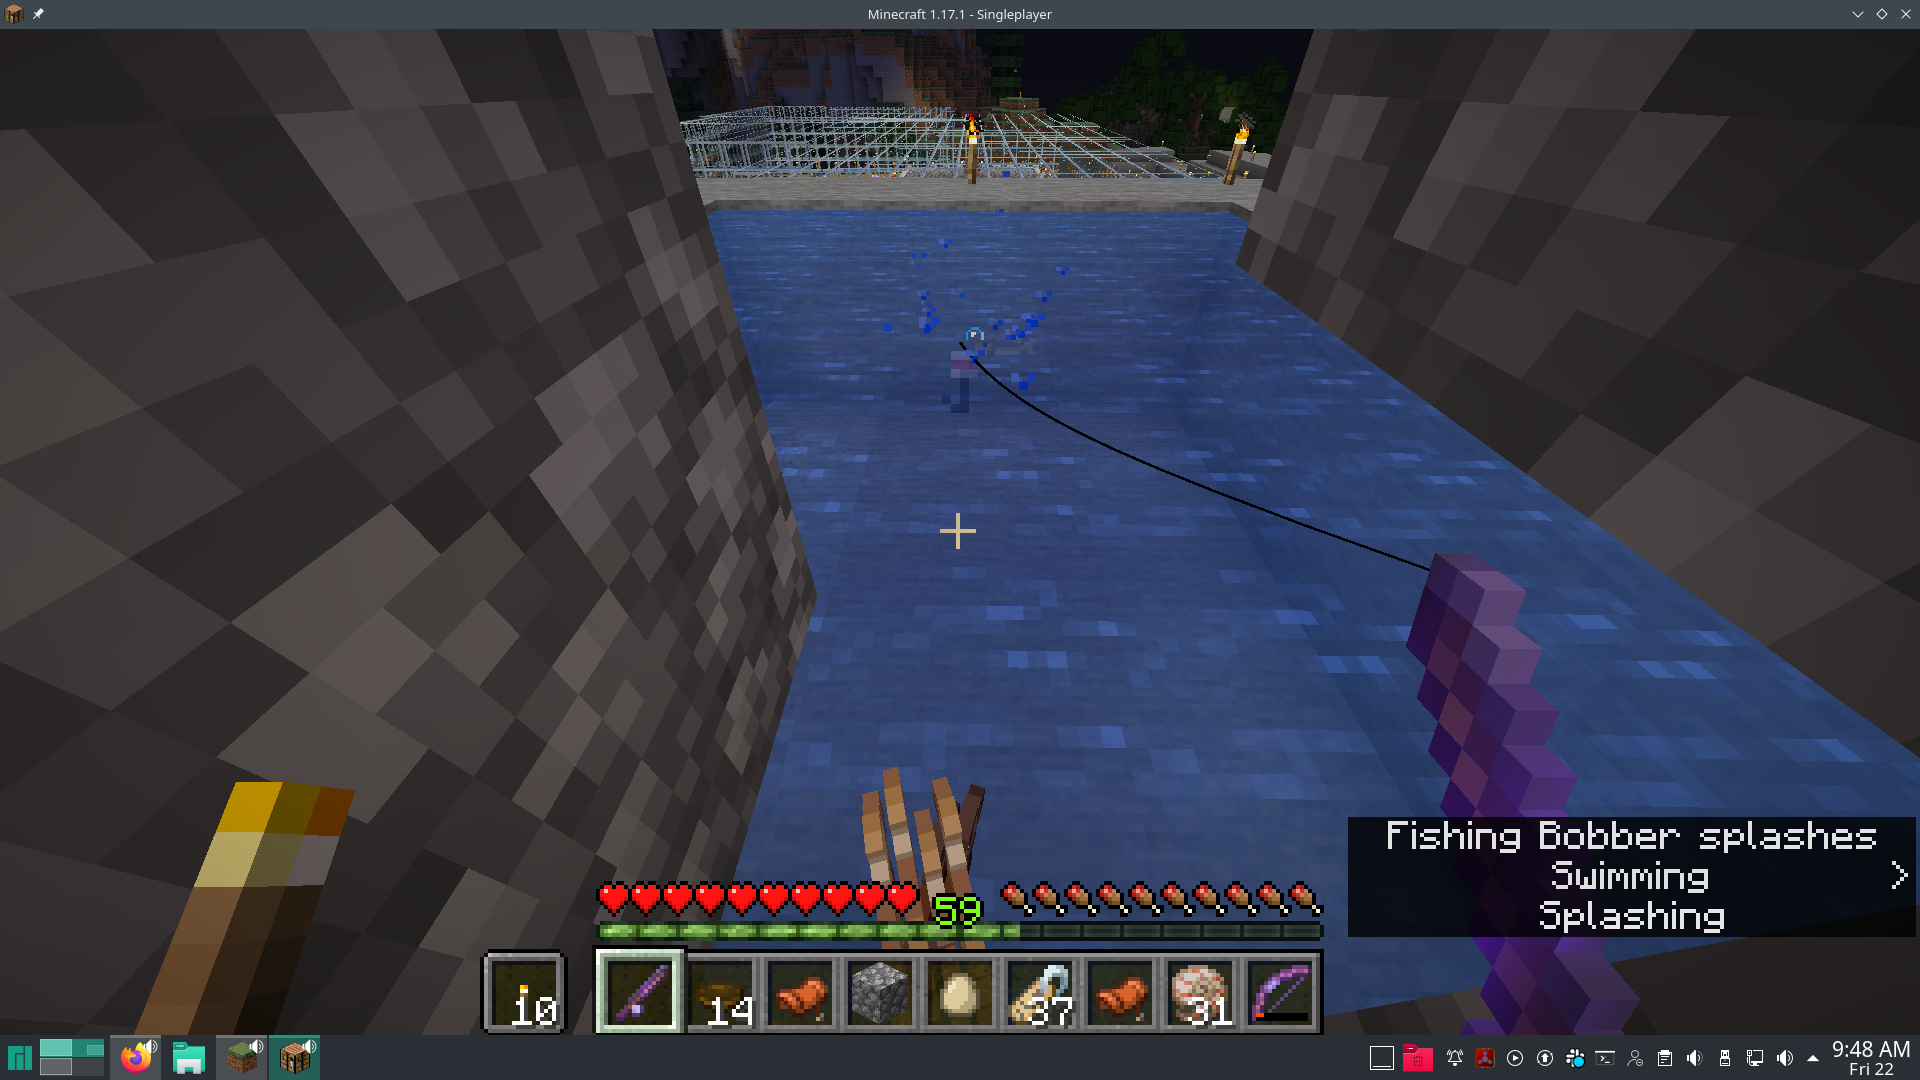 Minecraft 1.17.1 - Singleplayer
Fishing Bobber splashes
Swimming >
Splashing
59
10
14
37
31
9:48 AM
Fri 22